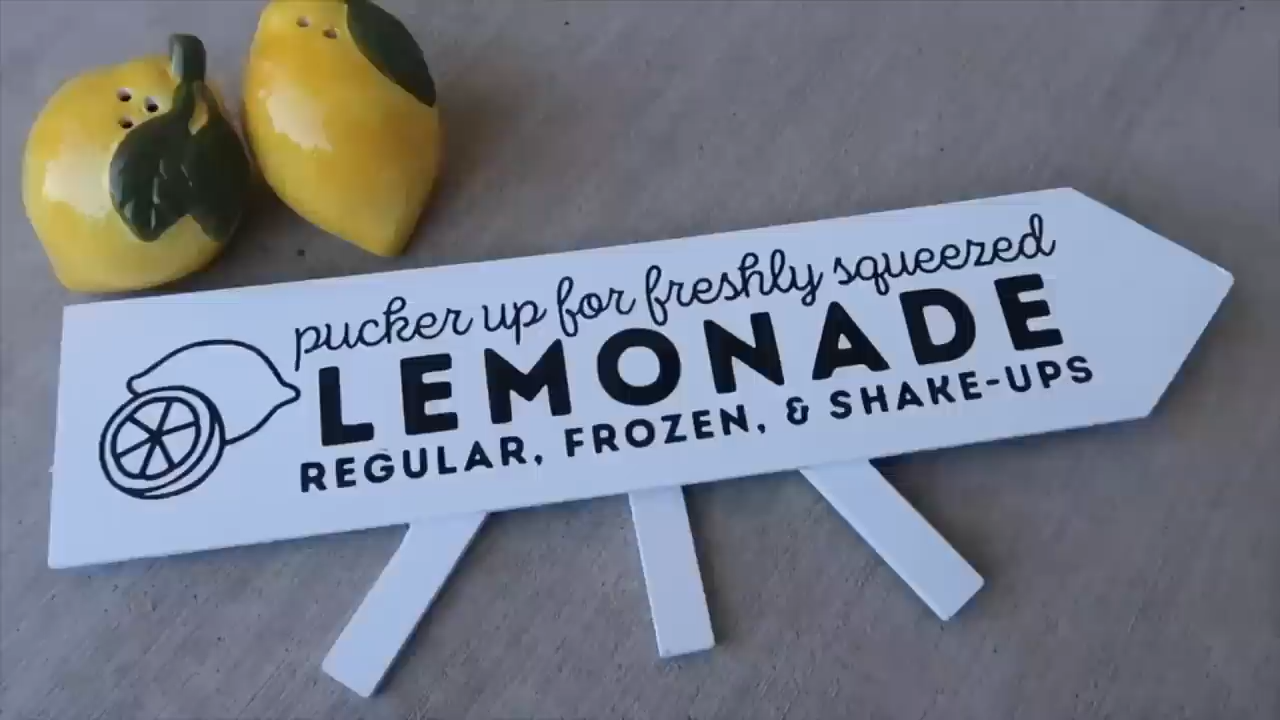 pucker up for freshly squeezed
LEMONADE
REGULAR, FROZEN, & SHAKE-UPS